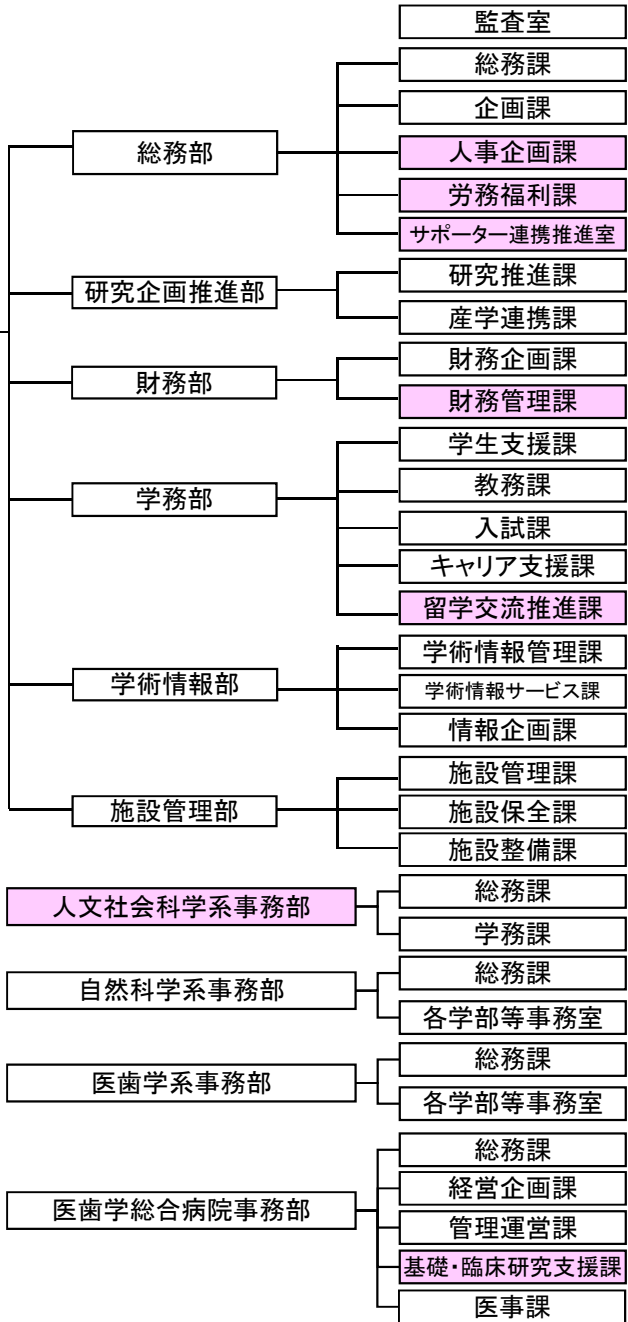 監査室
総務部
総務課
企画課
人事企画課
労務福利課
サポーター連携推進室
研究企画推進部
研究推進課
産学連携課
財務部
財務企画課
財務管理課
学務部
学生支援課
教務課
入試課
キャリア支援課
留学交流推進課
学術情報部
学術情報管理課
学術情報サービス課
情報企画課
施設管理部
施設管理課
施設保全課
施設整備課
人文社会科学系事務部
総務課
学務課
自然科学系事務部
総務課
各学部等事務室
医歯学系事務部
総務課
各学部等事務室
医歯学総合病院事務部
総務課
経営企画課
管理運営課
基礎・臨床研究支援課
医事課